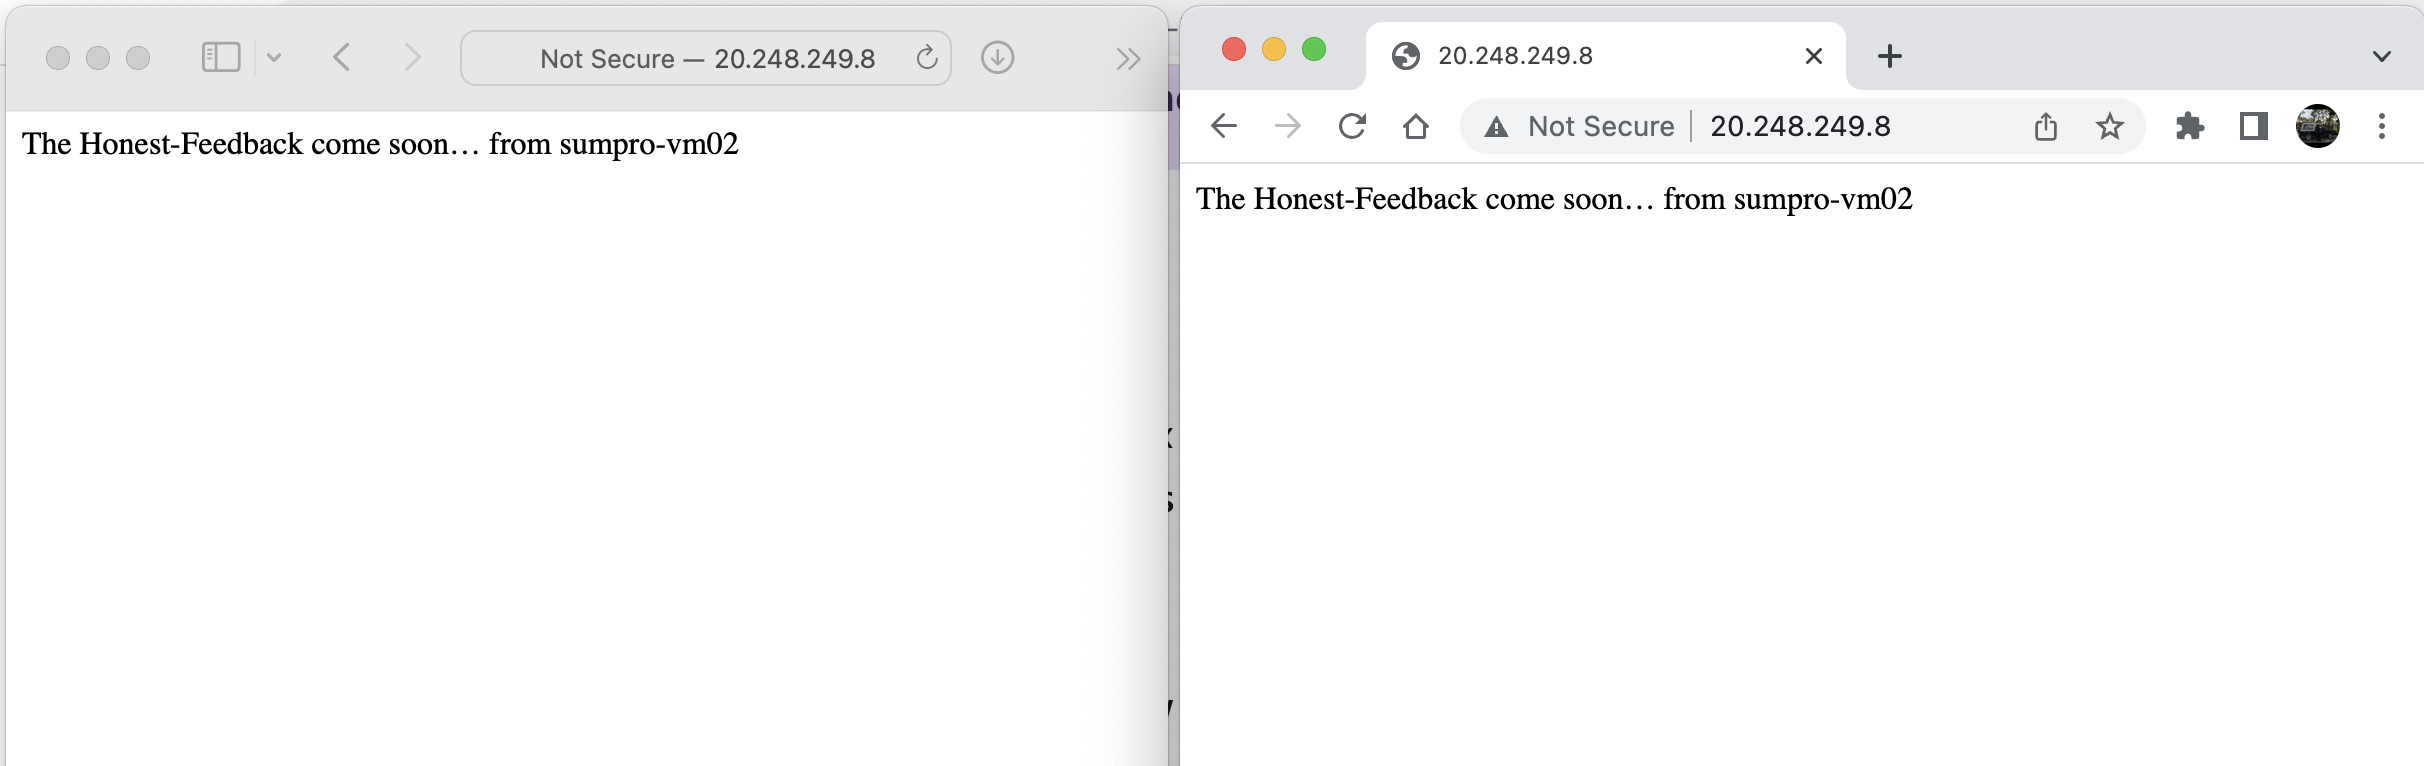 Not Secure — 20.248.249.8
The Honest-Feedback come soon… from sumpro-vm02
20.248.249.8
Not Secure 20.248.249.8
The Honest-Feedback come soon… from sumpro-vm02